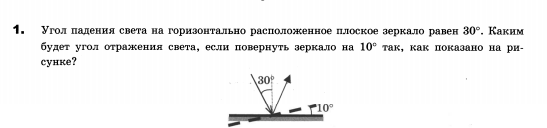 1. Угол падения света на горизонтально расположенное плоское зеркало равен 30°. Каким
будет угол отражения света, если повернуть зеркало на 10° так, как показано на ри-
сунке?
30°
10°